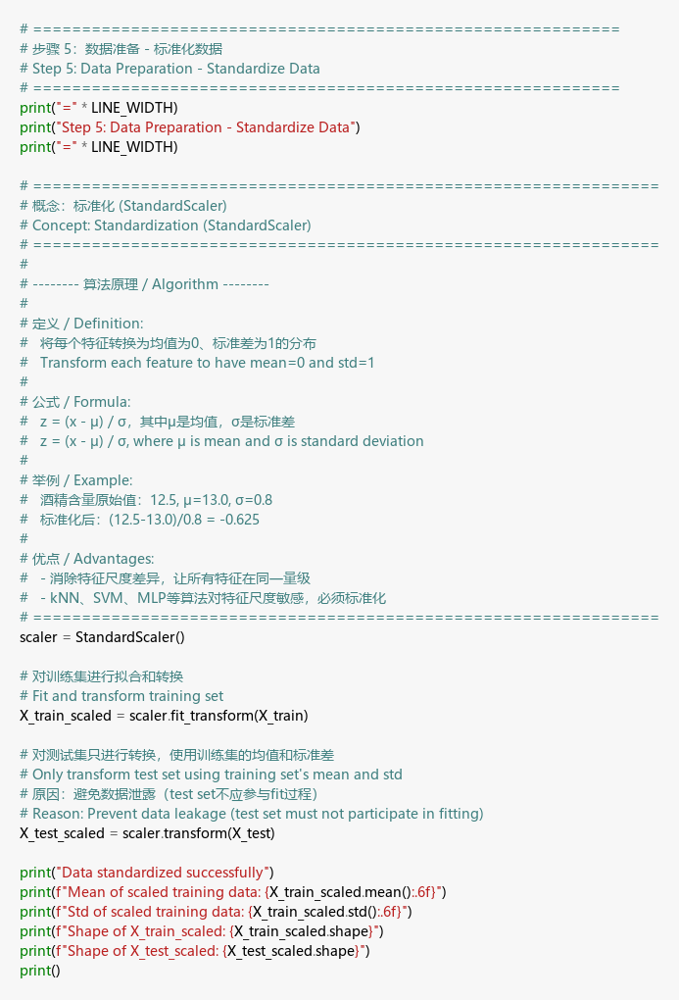 # ============================================================
# 步骤 5：数据准备 - 标准化数据
# Step 5: Data Preparation - Standardize Data
# ============================================================
print("=" * LINE_WIDTH)
print("Step 5: Data Preparation - Standardize Data")
print("=" * LINE_WIDTH)
# ================================================================
# 概念：标准化 (StandardScaler)
# Concept: Standardization (StandardScaler)
# ================================================================
#
# -------- 算法原理 / Algorithm --------
#
# 定义 / Definition:
#   将每个特征转换为均值为0、标准差为1的分布
#   Transform each feature to have mean=0 and std=1
#
# 公式 / Formula:
#   z = (x - μ) / σ，其中μ是均值，σ是标准差
#   z = (x - μ) / σ, where μ is mean and σ is standard deviation
#
# 举例 / Example:
#   酒精含量原始值：12.5, μ=13.0, σ=0.8
#   标准化后：(12.5-13.0)/0.8 = -0.625
#
# 优点 / Advantages:
#   - 消除特征尺度差异，让所有特征在同一量级
#   - kNN、SVM、MLP等算法对特征尺度敏感，必须标准化
# ================================================================
scaler = StandardScaler()
# 对训练集进行拟合和转换
# Fit and transform training set
X_train_scaled = scaler.fit_transform(X_train)
# 对测试集只进行转换，使用训练集的均值和标准差
# Only transform test set using training set's mean and std
# 原因：避免数据泄露（test set不应参与fit过程）
# Reason: Prevent data leakage (test set must not participate in fitting)
X_test_scaled = scaler.transform(X_test)
print("Data standardized successfully")
print(f"Mean of scaled training data: {X_train_scaled.mean():.6f}")
print(f"Std of scaled training data: {X_train_scaled.std():.6f}")
print(f"Shape of X_train_scaled: {X_train_scaled.shape}")
print(f"Shape of X_test_scaled: {X_test_scaled.shape}")
print()